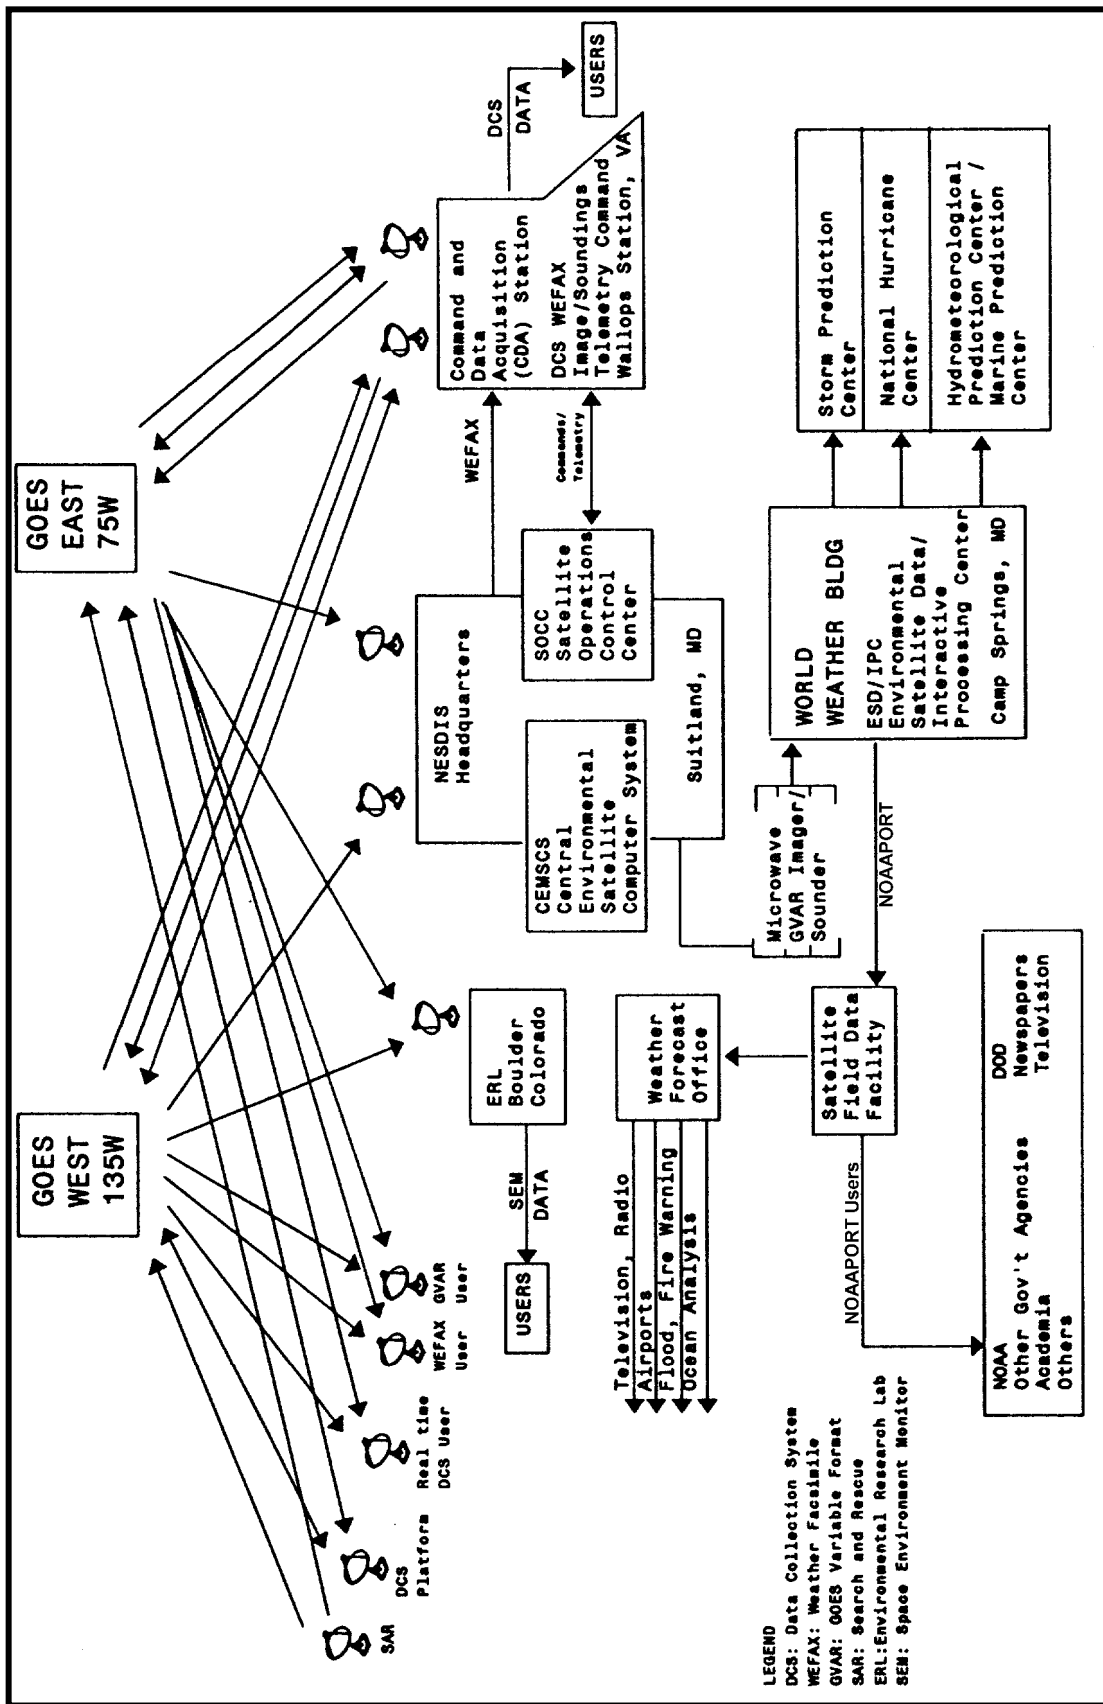 GOES
WEST
135W
GOES
EAST
75W
SAR
DCS
Platform
Real time
DCS User
WEFAX
User
GVAR
User
ERL
Boulder
Colorado
SEM
DATA
USERS
NESDIS
Headquarters
CEMSCS
Central
Environmental
Satellite
Computer System
SOCC
Satellite
Operations
Control
Center
Suitland, MD
WEFAX
Commands/
Telemetry
Command and
Data
Acquisition
(CDA) Station
DCS WEFAX
Image/Soundings
Telemetry Command
Wallops Station, VA
DCS
DATA
USERS
Television, Radio
Airports
Flood, Fire Warning
Ocean Analysis
Weather
Forecast
Office
Microwave
GVAR Imager/
Sounder
WORLD
WEATHER BLDG
ESD/IPC
Environmental
Satellite Data/
Interactive
Processing Center
Camp Springs, MD
Storm Prediction
Center
National Hurricane
Center
Hydrometeorological
Prediction Center /
Marine Prediction
Center
NOAAPORT
Satellite
Field Data
Facility
NOAAPORT Users
NOAA
Other Gov't Agencies
Academia
Others
DOD
Newspapers
Television
LEGEND
DCS: Data Collection System
WEFAX: Weather Facsimile
GVAR: GOES Variable Format
SAR: Search and Rescue
ERL:Environmental Research Lab
SEM: Space Environment Monitor